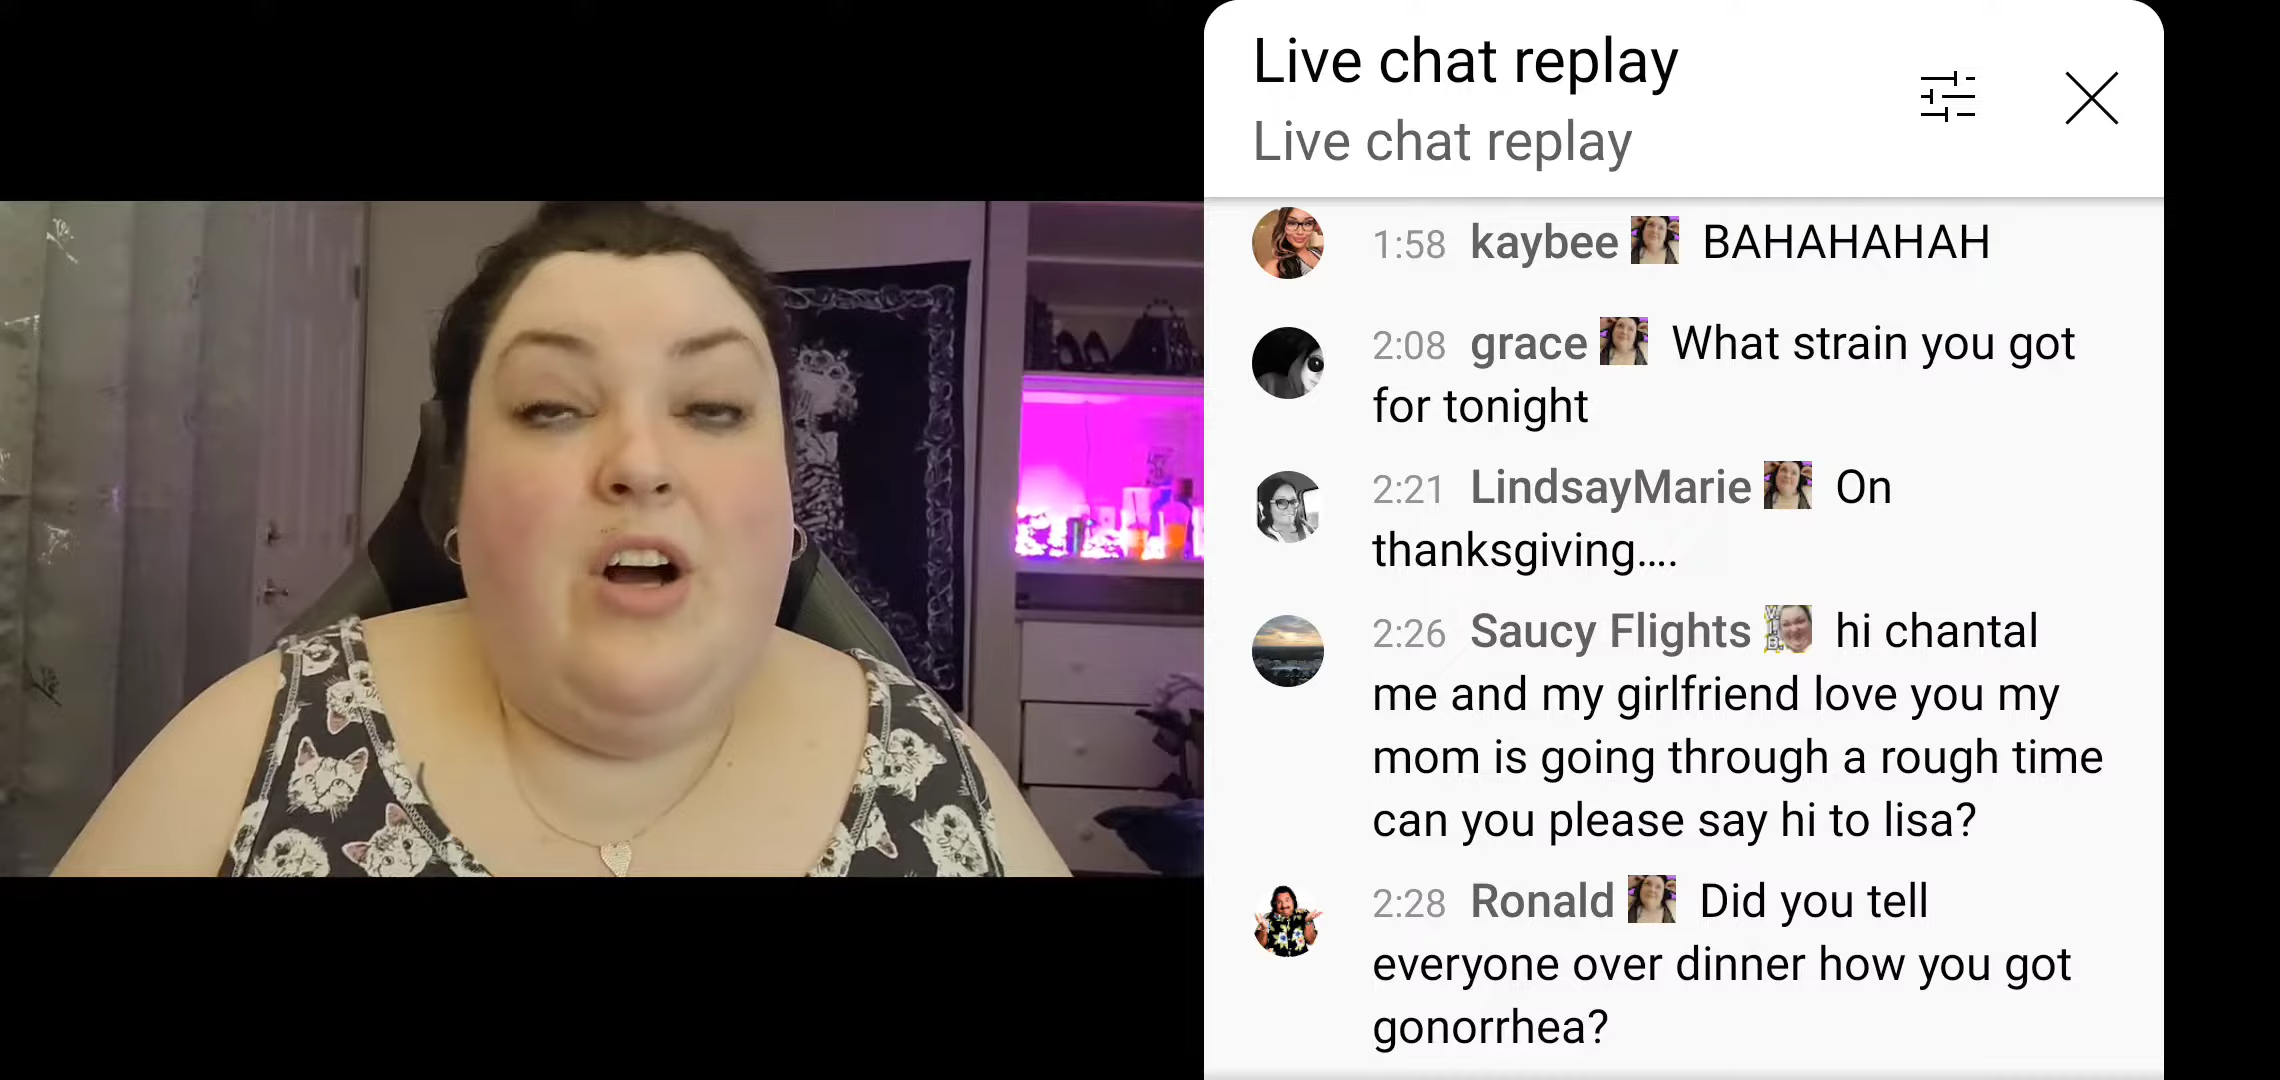 Live chat replay
Live chat replay
1:58 kaybee BAHAHAHAH
2:08 grace What strain you got
for tonight
2:21 LindsayMarie On
thanksgiving....
2:26 Saucy Flights hi chantal
me and my girlfriend love you my
mom is going through a rough time
can you please say hi to lisa?
2:28 Ronald Did you tell
everyone over dinner how you got
gonorrhea?